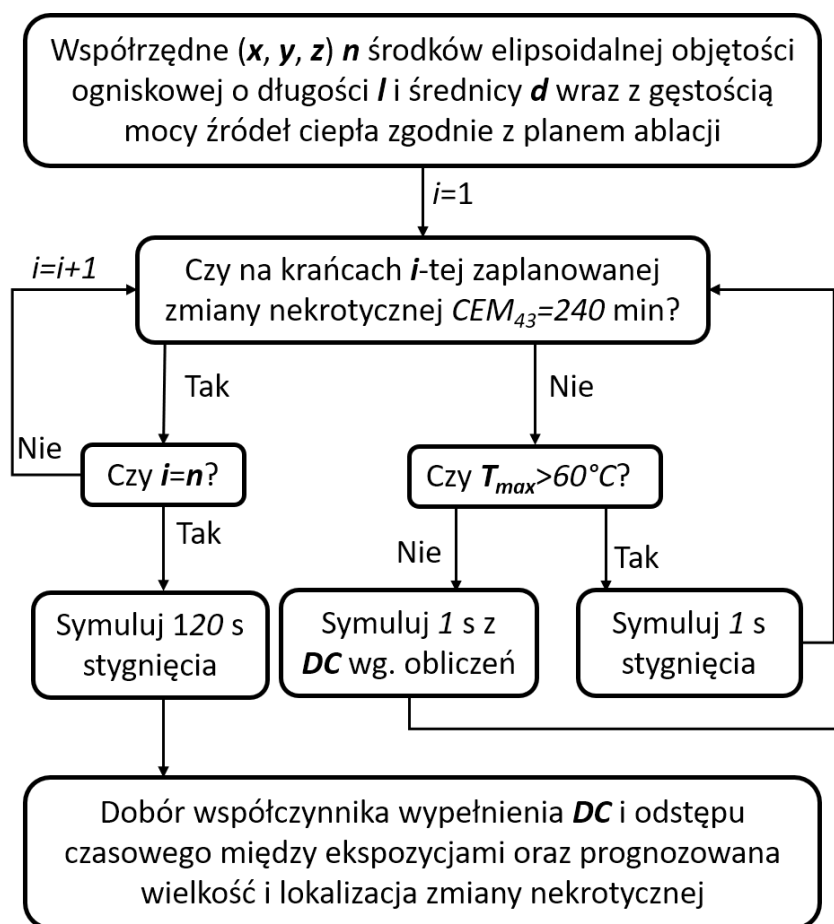 Współrzędne (x, y, z) n środków elipsoidalnej objętości
ogniskowej o długości l i średnicy d wraz z gęstością
mocy źródeł ciepła zgodnie z planem ablacji
i=1
i=i+1
Czy na krańcach i-tej zaplanowanej
zmiany nekrotycznej CEM₄₃=240 min?
Tak
Nie
Nie
Czy i=n?
Czy Tₘₐₓ>60°C?
Tak
Nie
Tak
Symuluj 120 s
stygnięcia
Symuluj 1 s z
DC wg. obliczeń
Symuluj 1 s
stygnięcia
Dobór współczynnika wypełnienia DC i odstępu
czasowego między ekspozycjami oraz prognozowana
wielkość i lokalizacja zmiany nekrotycznej